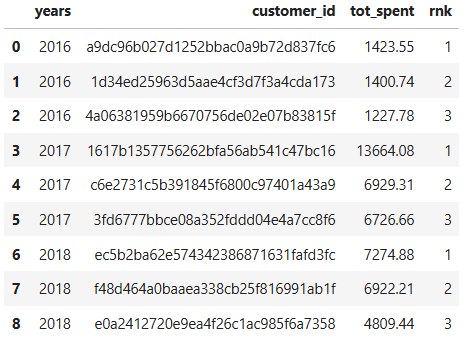 years customer_id tot_spent rnk
0 2016 a9dc96b027d1252bbac0a9b72d837fc6 1423.55 1
1 2016 1d34ed25963d5aae4cf3d7f3a4cda173 1400.74 2
2 2016 4a06381959b6670756de02e07b83815f 1227.78 3
3 2017 1617b1357756262bfa56ab541c47bc16 13664.08 1
4 2017 c6e2731c5b391845f6800c97401a43a9 6929.31 2
5 2017 3fd6777bbce08a352fddd04e4a7cc8f6 6726.66 3
6 2018 ec5b2ba62e574342386871631fafd3fc 7274.88 1
7 2018 f48d464a0baaea338cb25f816991ab1f 6922.21 2
8 2018 e0a2412720e9ea4f26c1ac985f6a7358 4809.44 3